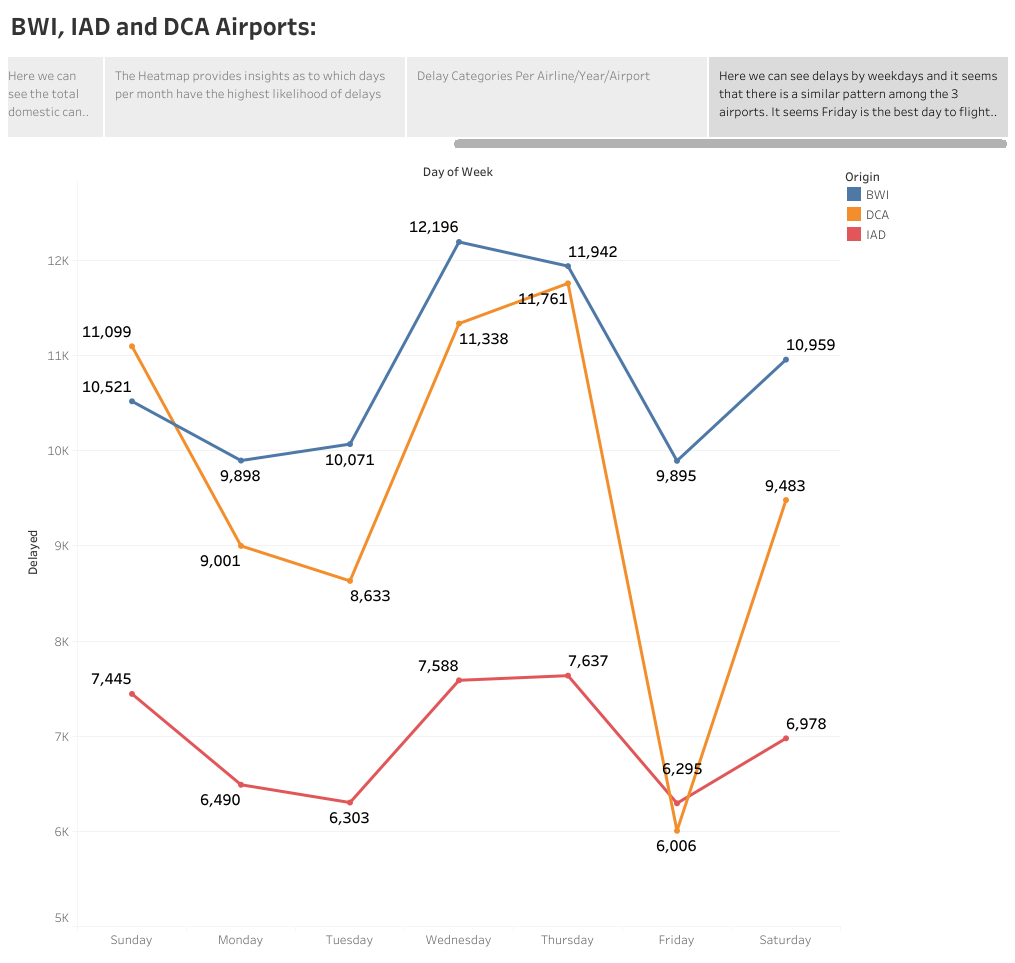 BWI, IAD and DCA Airports:
Here we can
see the total
domestic can..
The Heatmap provides insights as to which days
per month have the highest likelihood of delays
Delay Categories Per Airline/Year/Airport
Here we can see delays by weekdays and it seems
that there is a similar pattern among the 3
airports. It seems Friday is the best day to flight..
Day of Week
Origin
BWI
DCA
IAD
12,196
11,942
12K
11,761
11,099
11,338
10,959
11K
10,521
10,071
10K
9,898
9,895
9,483
9,001
Delayed
9K
8,633
8K
7,445
7,588
7,637
6,978
7K
6,295
6,490
6,303
6K
6,006
5K
Sunday
Monday
Tuesday
Wednesday
Thursday
Friday
Saturday